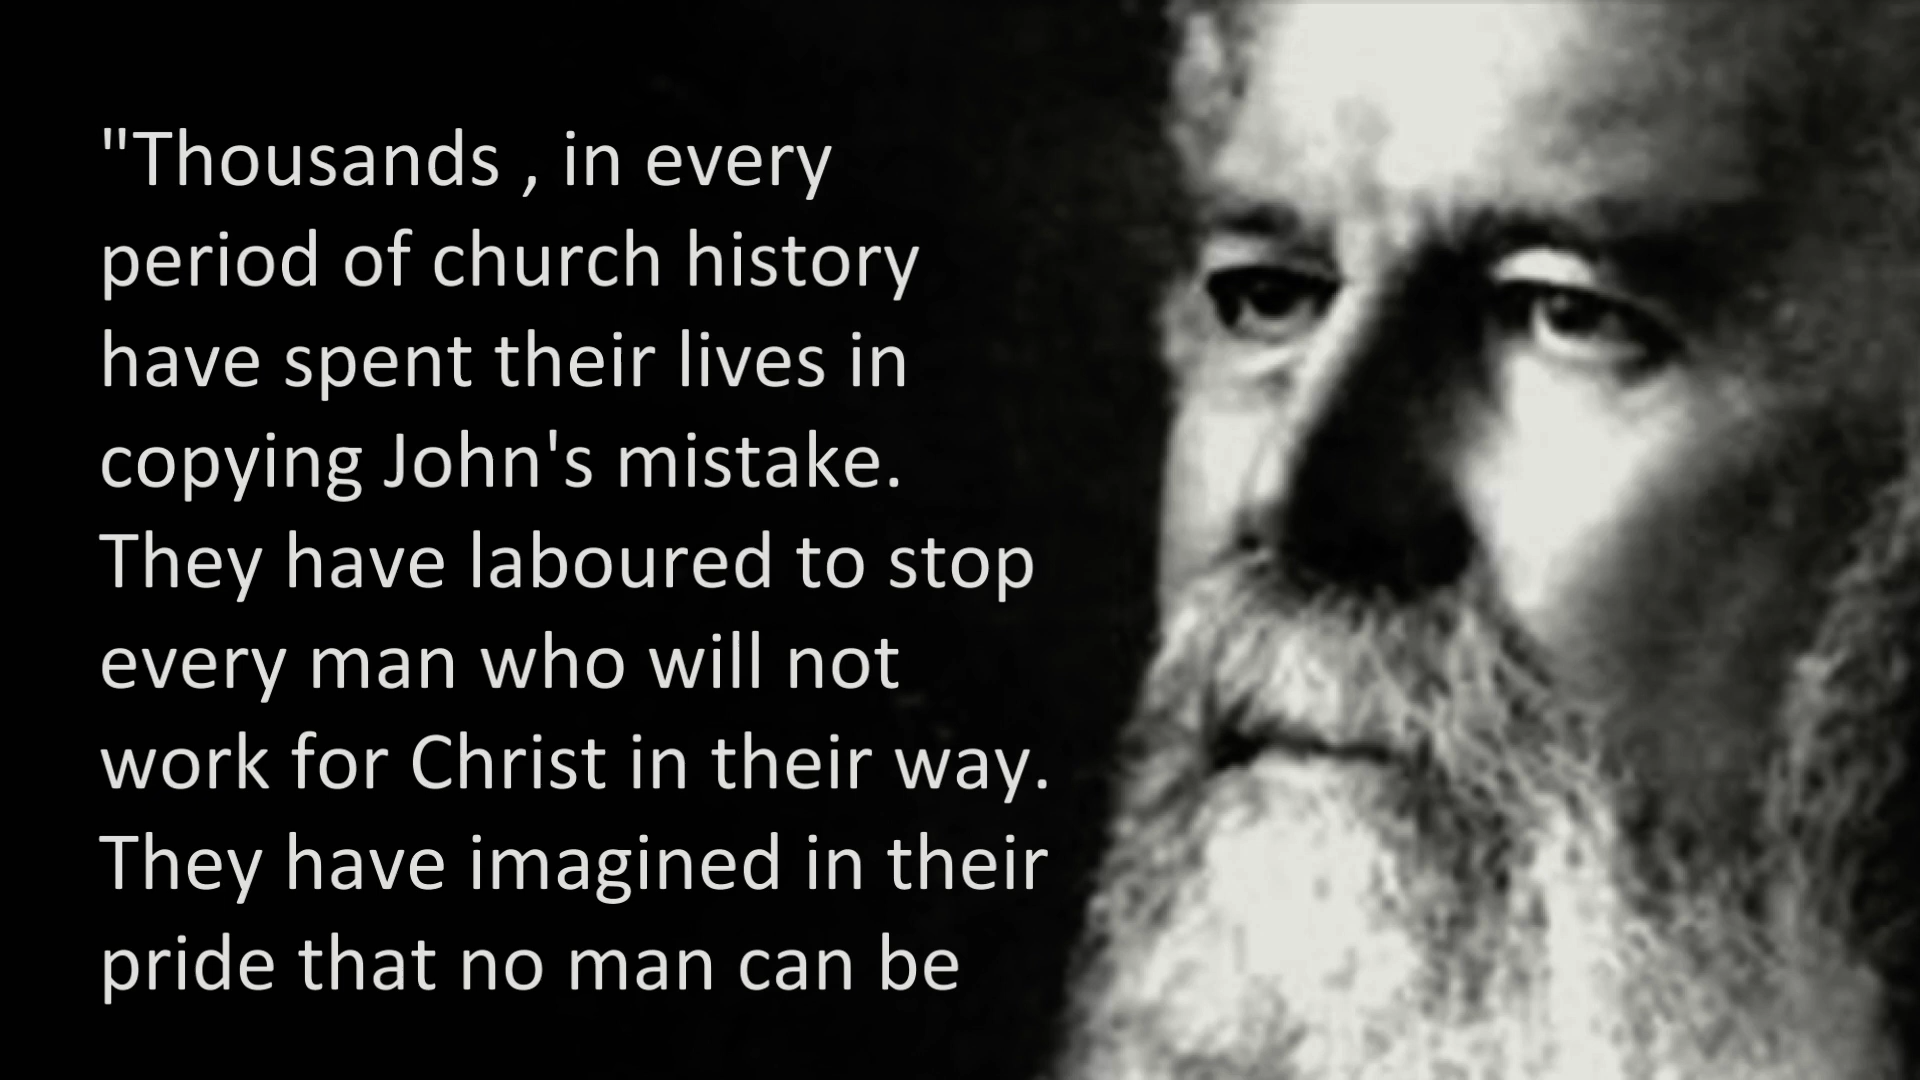 "Thousands , in every
period of church history
have spent their lives in
copying John's mistake.
They have laboured to stop
every man who will not
work for Christ in their way.
They have imagined in their
pride that no man can be